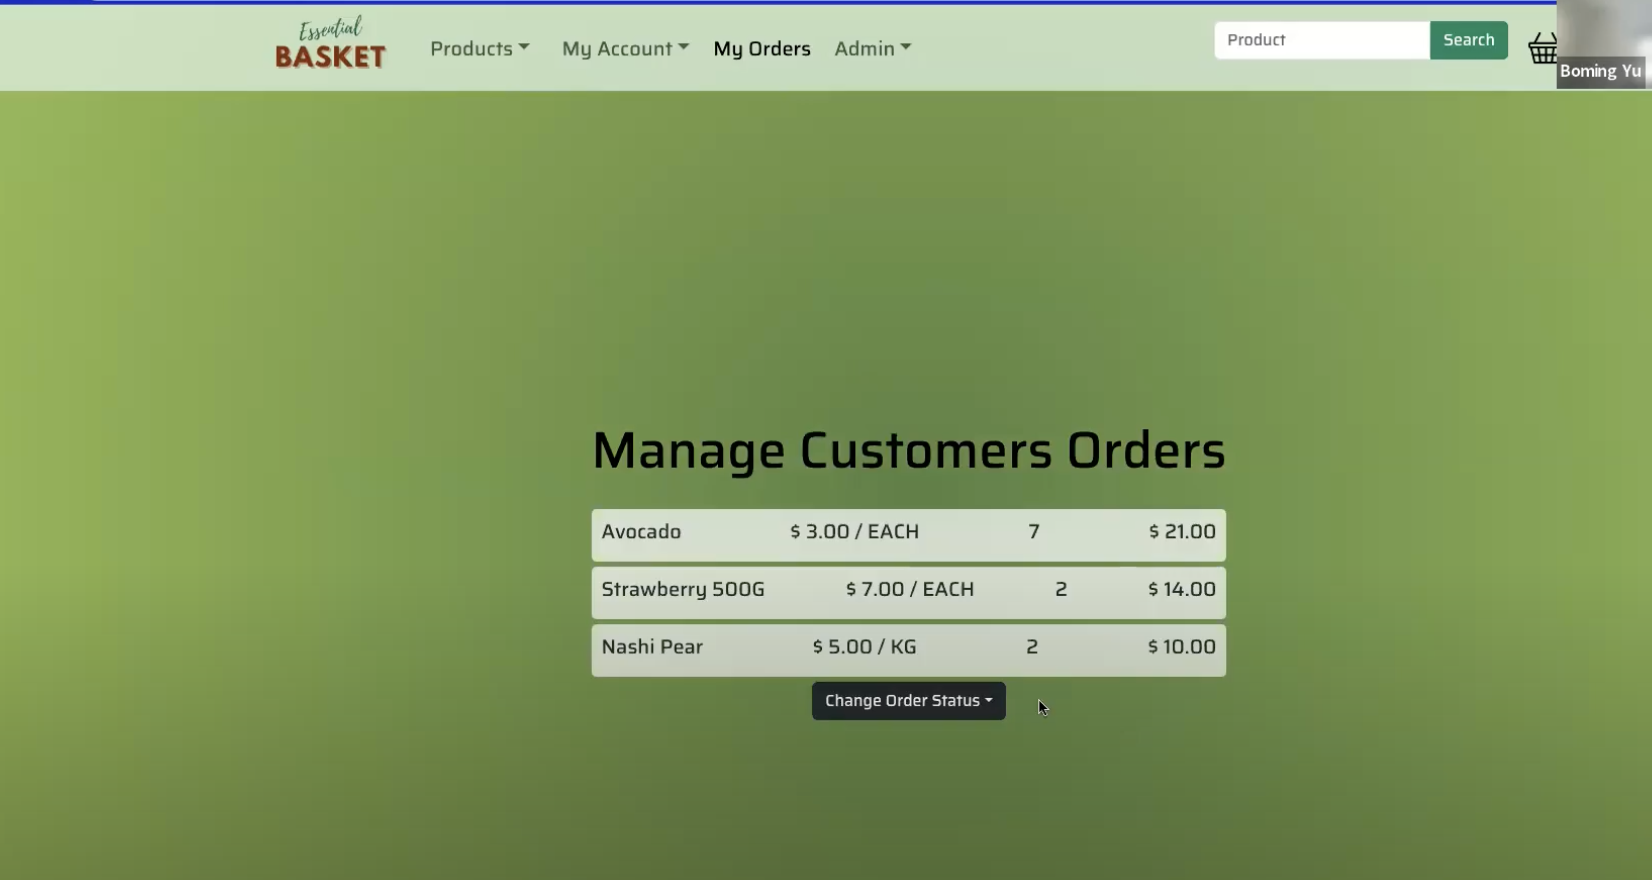 Essential
BASKET
Products My Account My Orders Admin Product Search
Boming Yu
Manage Customers Orders
Avocado $ 3.00 / EACH 7 $ 21.00
Strawberry 500G $ 7.00 / EACH 2 $ 14.00
Nashi Pear $ 5.00 / KG 2 $ 10.00
Change Order Status